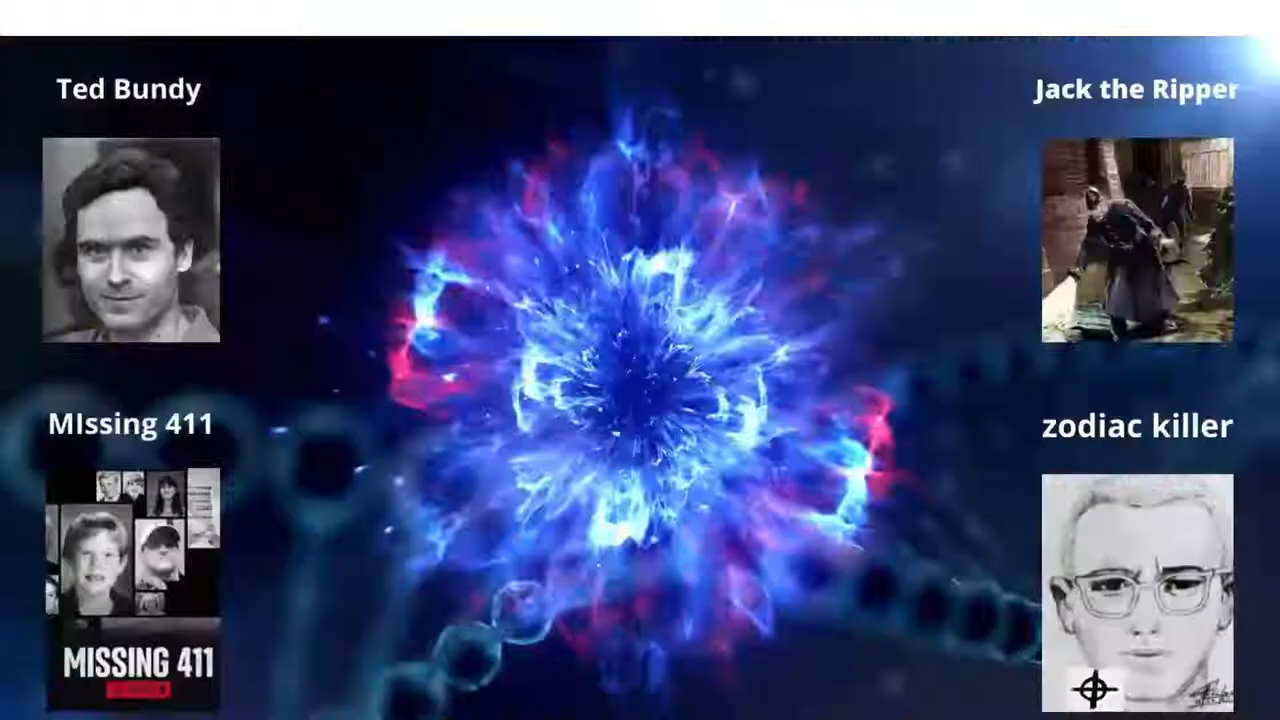 Ted Bundy
Jack the Ripper
MIssing 411
zodiac killer
MISSING 411